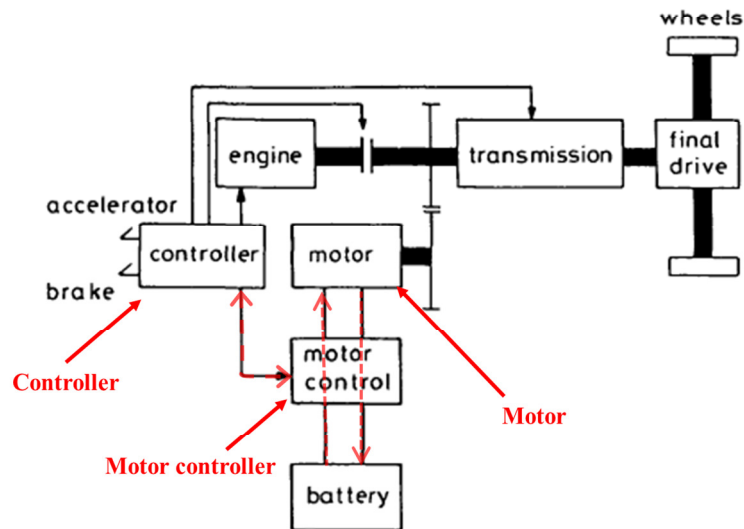 wheels
engine
transmission
final
drive
accelerator
controller
motor
brake
motor
control
Controller
Motor
Motor controller
battery